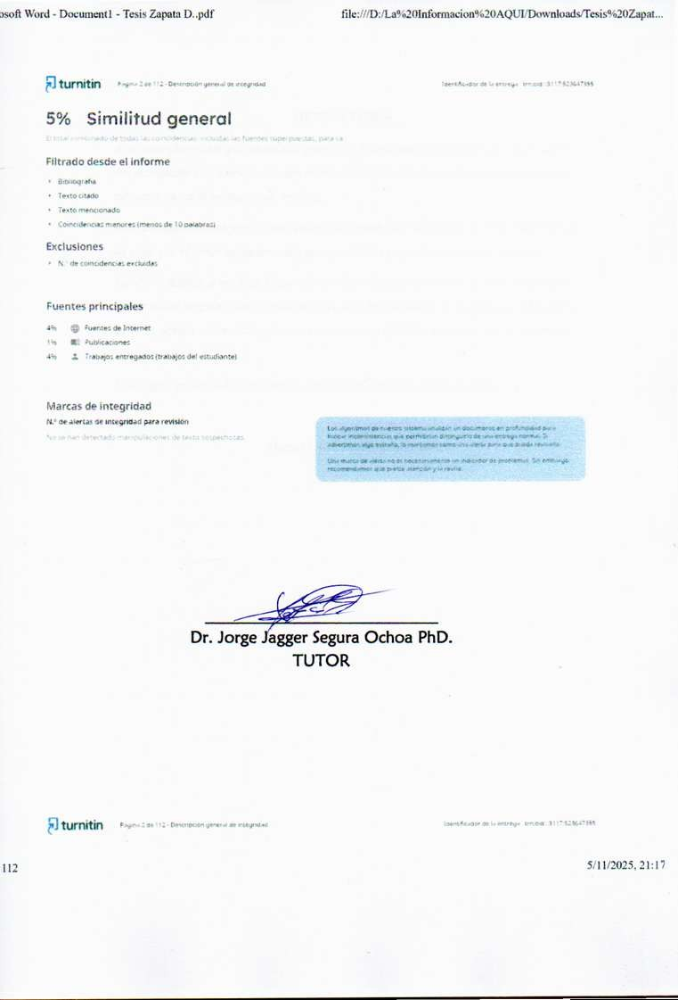 osoft Word - Document1 - Tesis Zapata D..pdf
file:///D:/La%20Informacion%20AQUI/Downloads/Tesis%20Zapat...
turnitin
Página 2 de 112 - Descripción general de integridad
Identificador de la entrega trn:oid:::3117:523647395
5% Similitud general
El total combinado de todas las coincidencias, incluidas las fuentes superpuestas, para ca
Filtrado desde el informe
Bibliografía
Texto citado
Texto mencionado
Coincidencias menores (menos de 10 palabras)
Exclusiones
N.º de coincidencias excluidas
Fuentes principales
4% Fuentes de Internet
1% Publicaciones
4% Trabajos entregados (trabajos del estudiante)
Marcas de integridad
N.º de alertas de integridad para revisión
No se han detectado manipulaciones de texto sospechosas.
Los algoritmos de nuestro sistema analizan un documento en profundidad para
buscar inconsistencias que permitirían distinguirlo de una entrega normal. Si
advertimos algo extraño, lo marcamos como una alerta para que pueda revisarlo.
Una marca de alerta no es necesariamente un indicador de problemas. Sin embargo,
recomendamos que preste atención y la revise.
Dr. Jorge Jagger Segura Ochoa PhD.
TUTOR
turnitin
Página 2 de 112 - Descripción general de integridad
Identificador de la entrega trn:oid:::3117:523647395
112
5/11/2025, 21:17